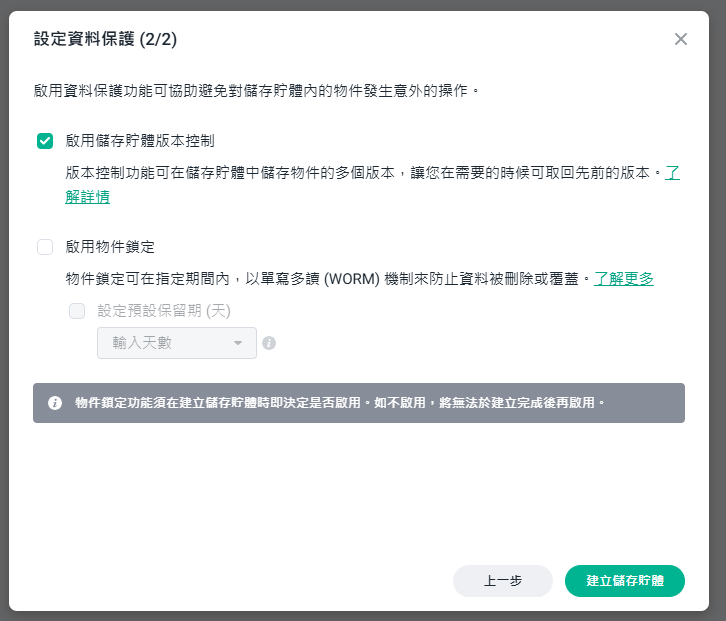 設定資料保護 (2/2)
啟用資料保護功能可協助避免對儲存貯體內的物件發生意外的操作。
啟用儲存貯體版本控制
版本控制功能可在儲存貯體中儲存物件的多個版本，讓您在需要的時候可取回先前的版本。了
解詳情
啟用物件鎖定
物件鎖定可在指定期間內，以單寫多讀 (WORM) 機制來防止資料被刪除或覆蓋。了解更多
設定預設保留期 (天)
輸入天數
物件鎖定功能須在建立儲存貯體時即決定是否啟用。如不啟用，將無法於建立完成後再啟用。
上一步
建立儲存貯體